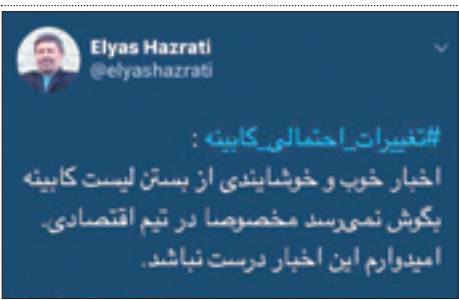 Elyas Hazrati
@elyashazrati
#تغییرات_احتمالی_کابینه :
اخبار خوب و خوشایندی از بستن لیست کابینه
بگوش نمی‌رسد مخصوصا در تیم اقتصادی.
امیدوارم این اخبار درست نباشد.